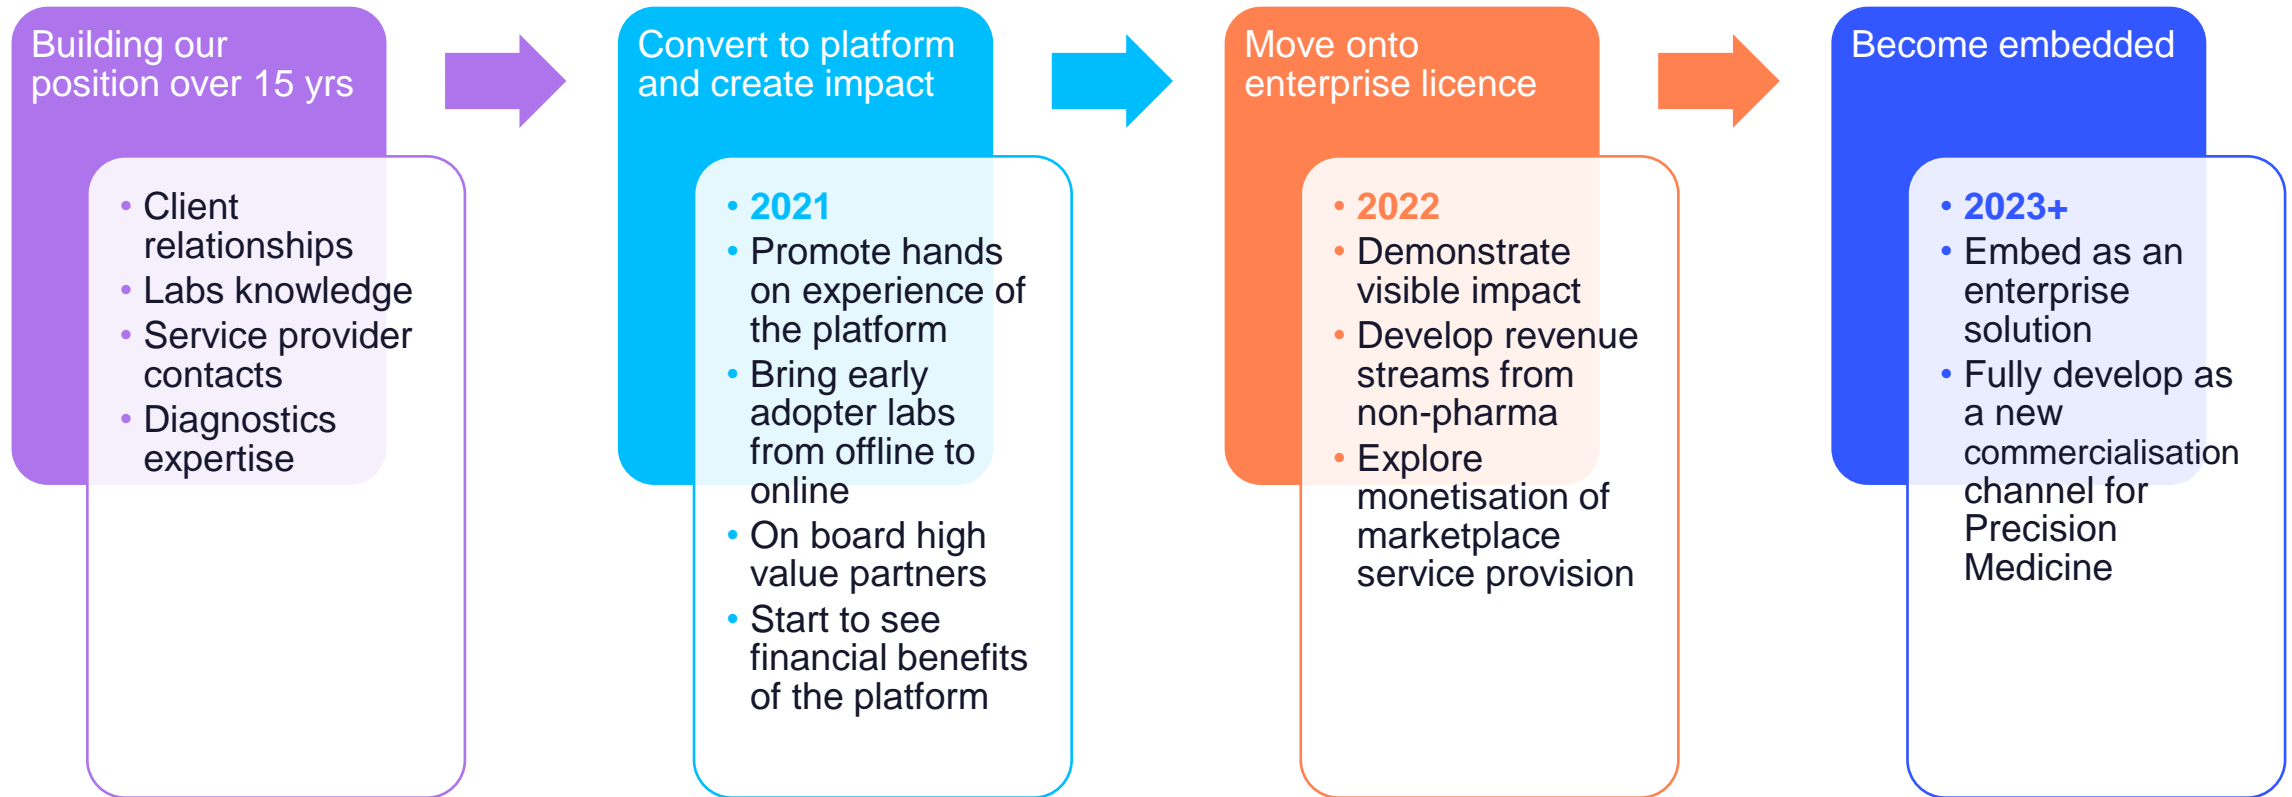 Building our
position over 15 yrs
• Client
relationships
• Labs knowledge
• Service provider
contacts
• Diagnostics
expertise
Convert to platform
and create impact
• 2021
• Promote hands
on experience of
the platform
• Bring early
adopter labs
from offline to
online
• On board high
value partners
• Start to see
financial benefits
of the platform
Move onto
enterprise licence
• 2022
• Demonstrate
visible impact
• Develop revenue
streams from
non-pharma
• Explore
monetisation of
marketplace
service provision
Become embedded
• 2023+
• Embed as an
enterprise
solution
• Fully develop as
a new
commercialisation
channel for
Precision
Medicine